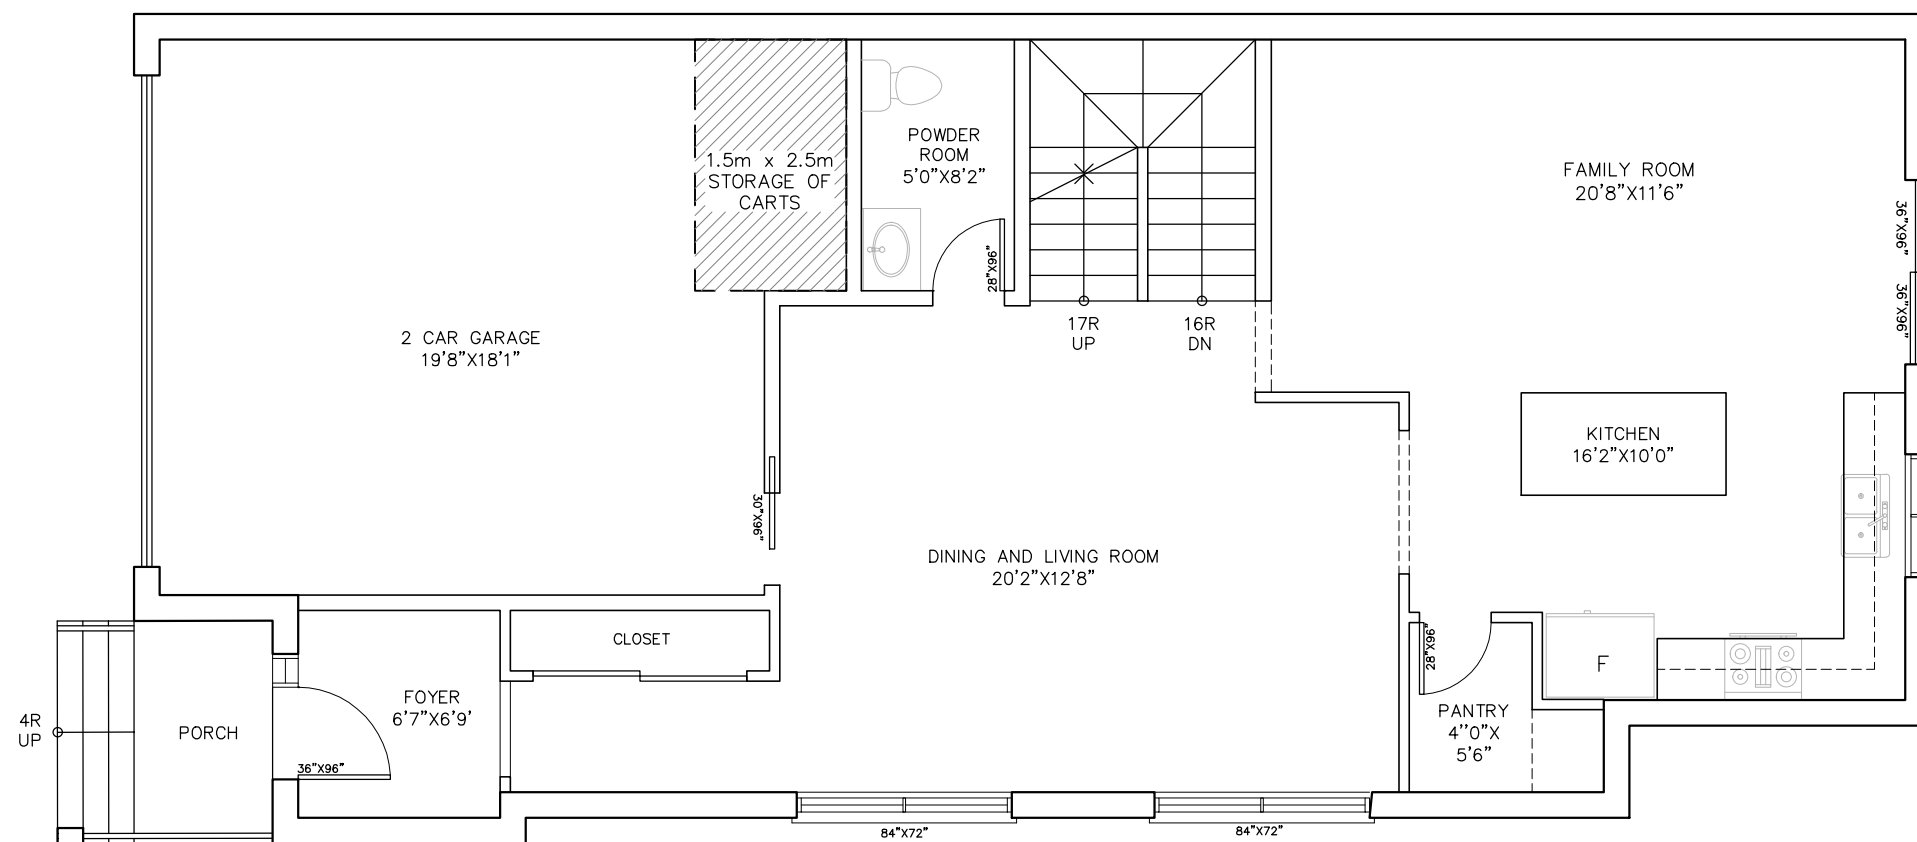 1.5m x 2.5m
STORAGE OF
CARTS
POWDER
ROOM
5'0"X8'2"
28"X96"
17R
UP
16R
DN
FAMILY ROOM
20'8"X11'6"
36"X96"
36"X96"
2 CAR GARAGE
19'8"X18'1"
30"X96"
KITCHEN
16'2"X10'0"
DINING AND LIVING ROOM
20'2"X12'8"
CLOSET
FOYER
6'7"X6'9'
36"X96"
PORCH
4R
UP
28"X96"
F
PANTRY
4''0"X
5'6"
84"X72"
84"X72"